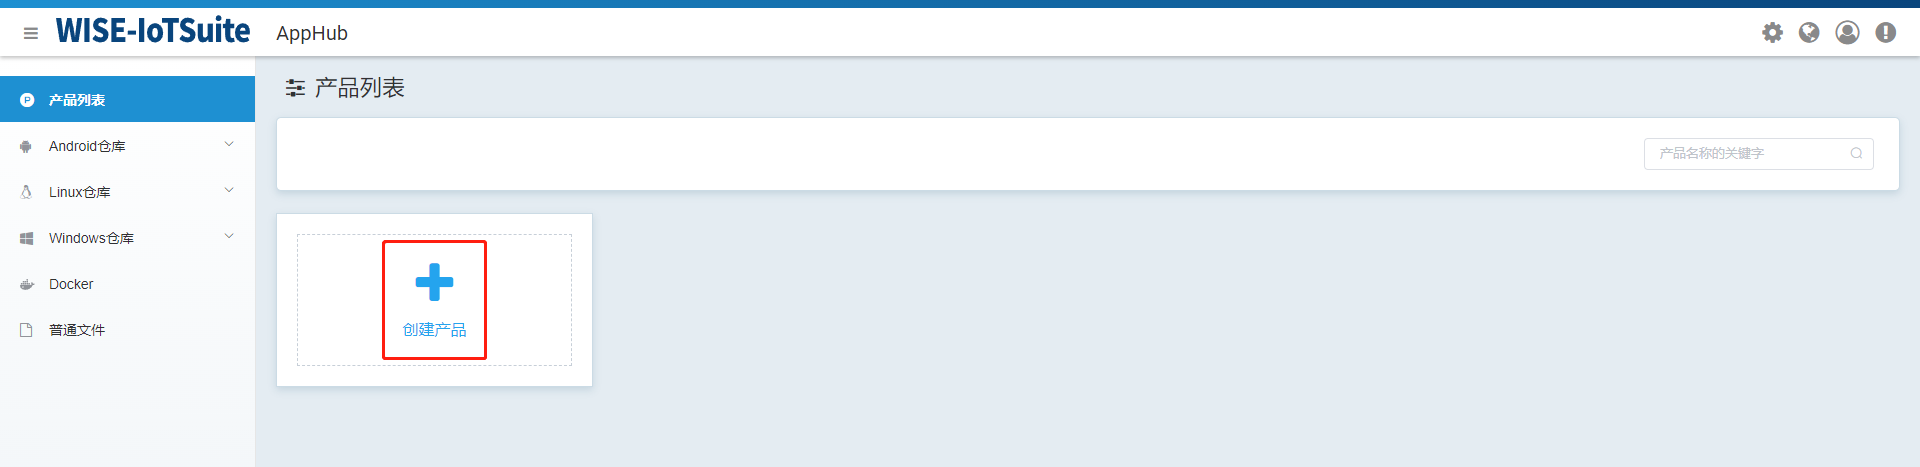 WISE-IoTSuite AppHub
产品列表
Android仓库
Linux仓库
Windows仓库
Docker
普通文件
产品列表
产品名称的关键字
创建产品